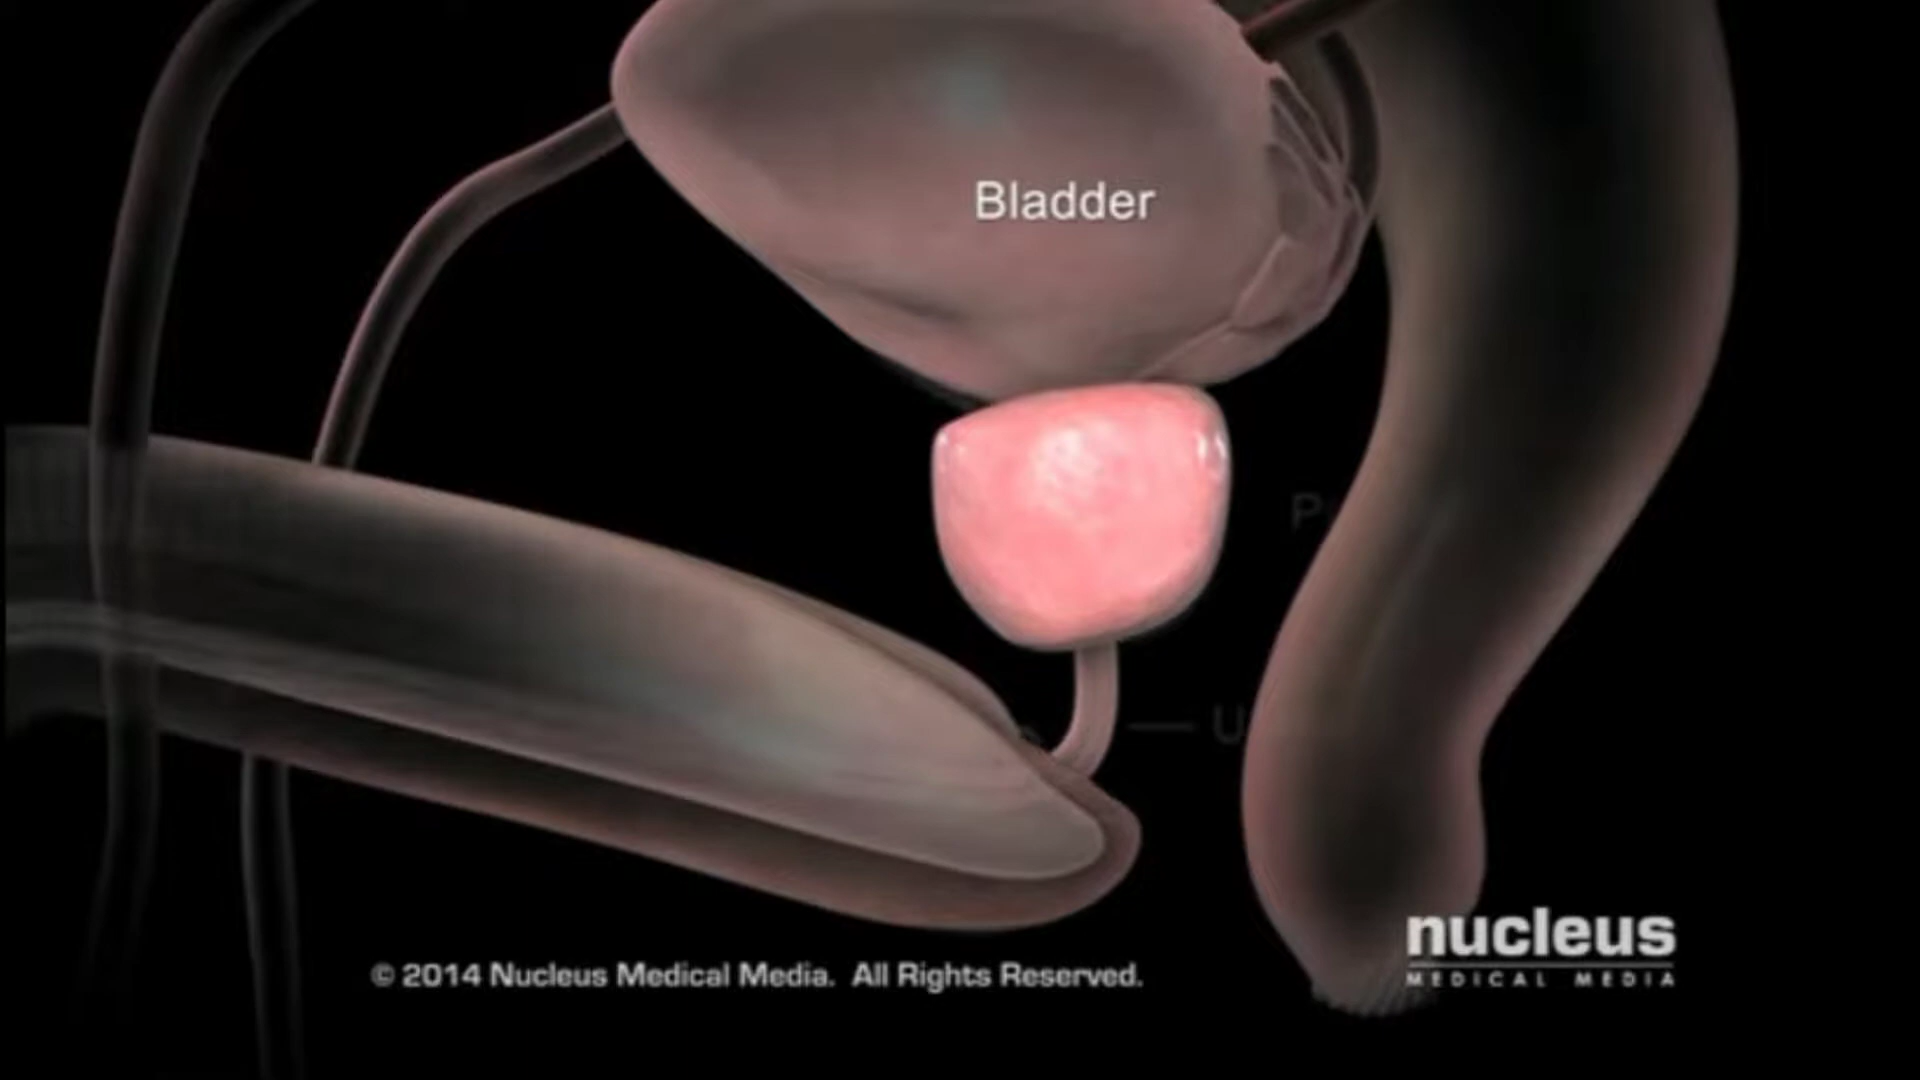 Bladder
© 2014 Nucleus Medical Media. All Rights Reserved.
nucleus
MEDICAL MEDIA